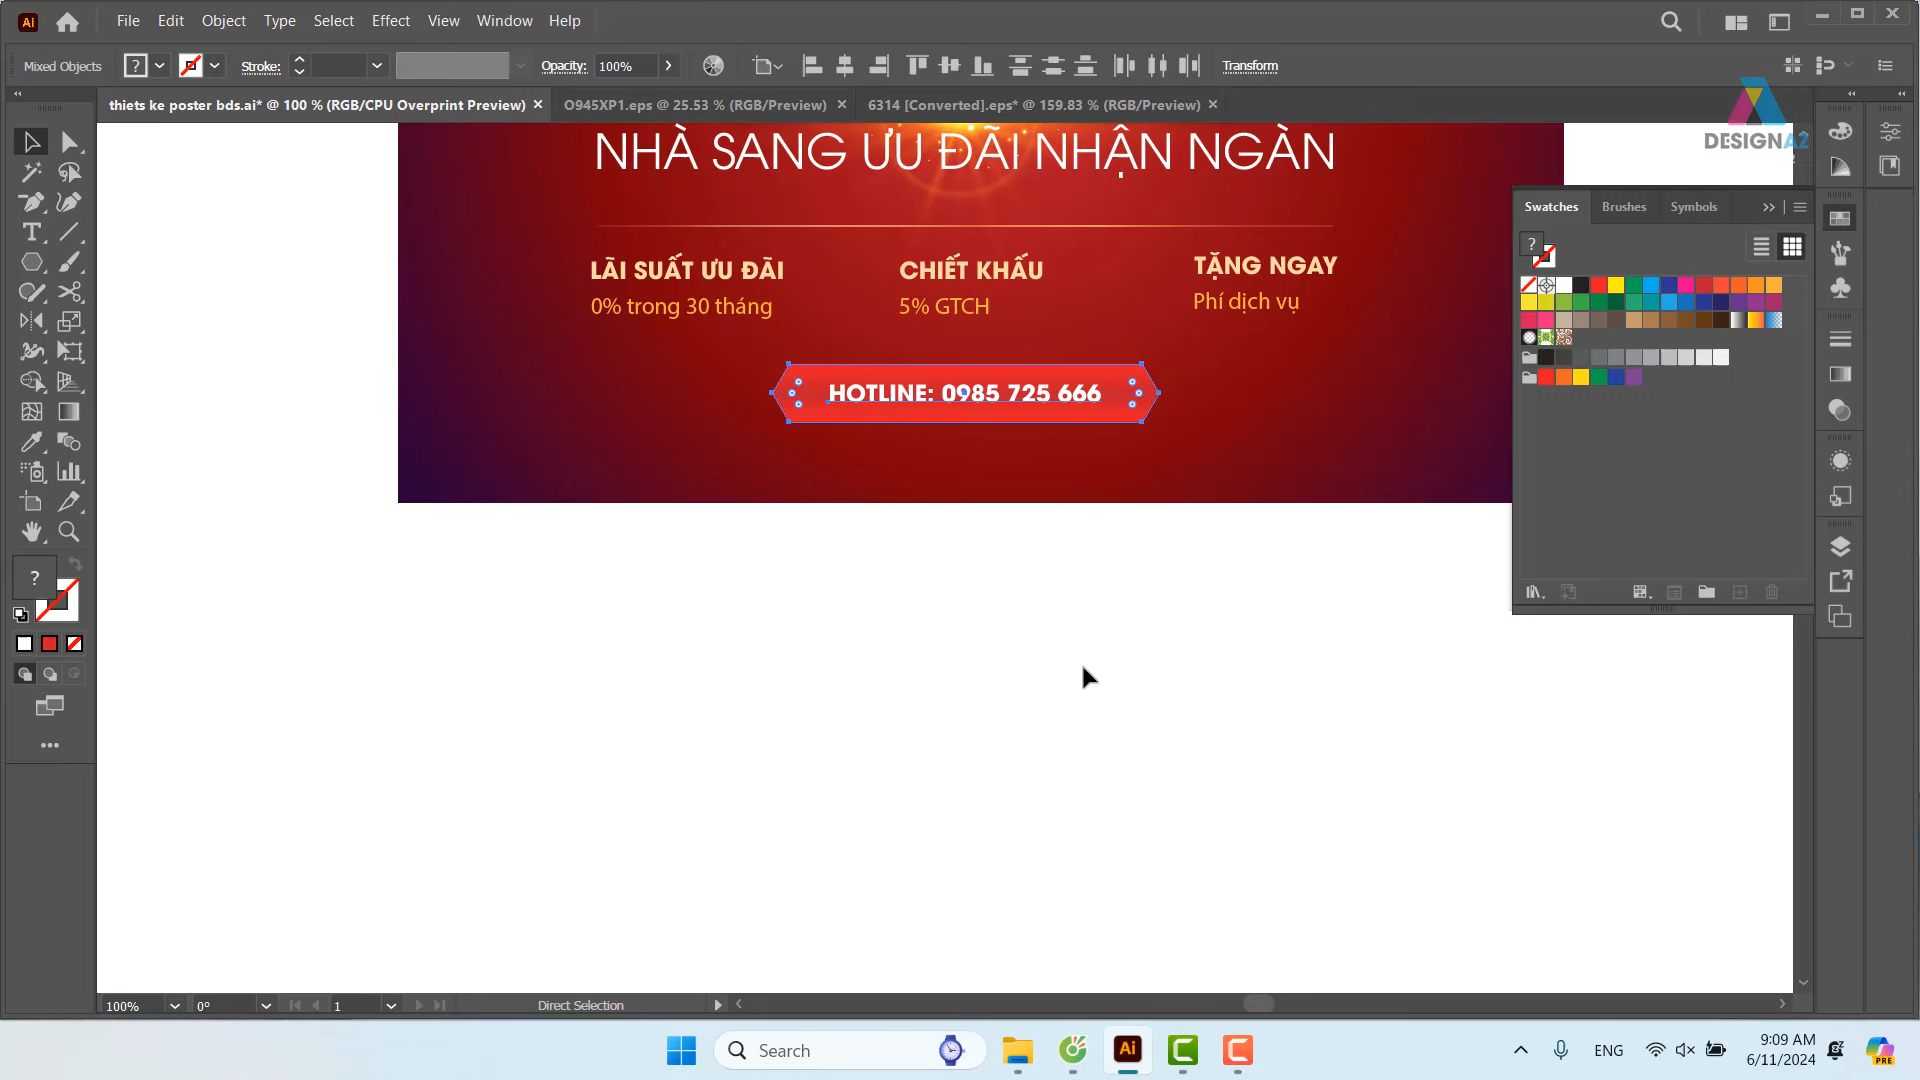 File Edit Object Type Select Effect View Window Help
Mixed Objects ? Stroke: Opacity: 100% Transform
thiets ke poster bds.ai* @ 100 % (RGB/CPU Overprint Preview) × O945XP1.eps @ 25.53 % (RGB/Preview) × 6314 [Converted].eps* @ 159.83 % (RGB/Preview) ×
DESIGNAZ
NHÀ SANG ƯU ĐÃI NHẬN NGÀN
Swatches Brushes Symbols
LÃI SUẤT ƯU ĐÃI
0% trong 30 tháng
CHIẾT KHẤU
5% GTCH
TẶNG NGAY
Phí dịch vụ
HOTLINE: 0985 725 666
100% 0° 1 Direct Selection
Search
ENG
9:09 AM
6/11/2024
PRE